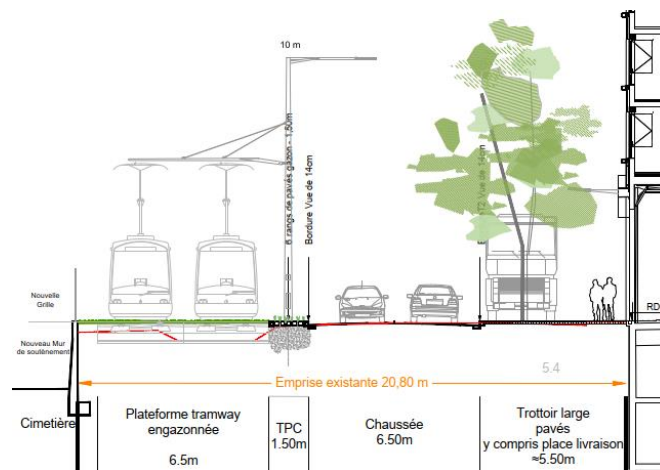 10 m
6 rangs de pavés gazon - 1,50m
Bordure Vue de 14cm
Vue de 14cm
Nouvelle
Grille
RD
Nouveau Mur
de soutènement
5.4
Emprise existante 20,80 m
Cimetière
Plateforme tramway
engazonnée
6.5m
TPC
1.50m
Chaussée
6.50m
Trottoir large
pavés
y compris place livraison
≈5.50m